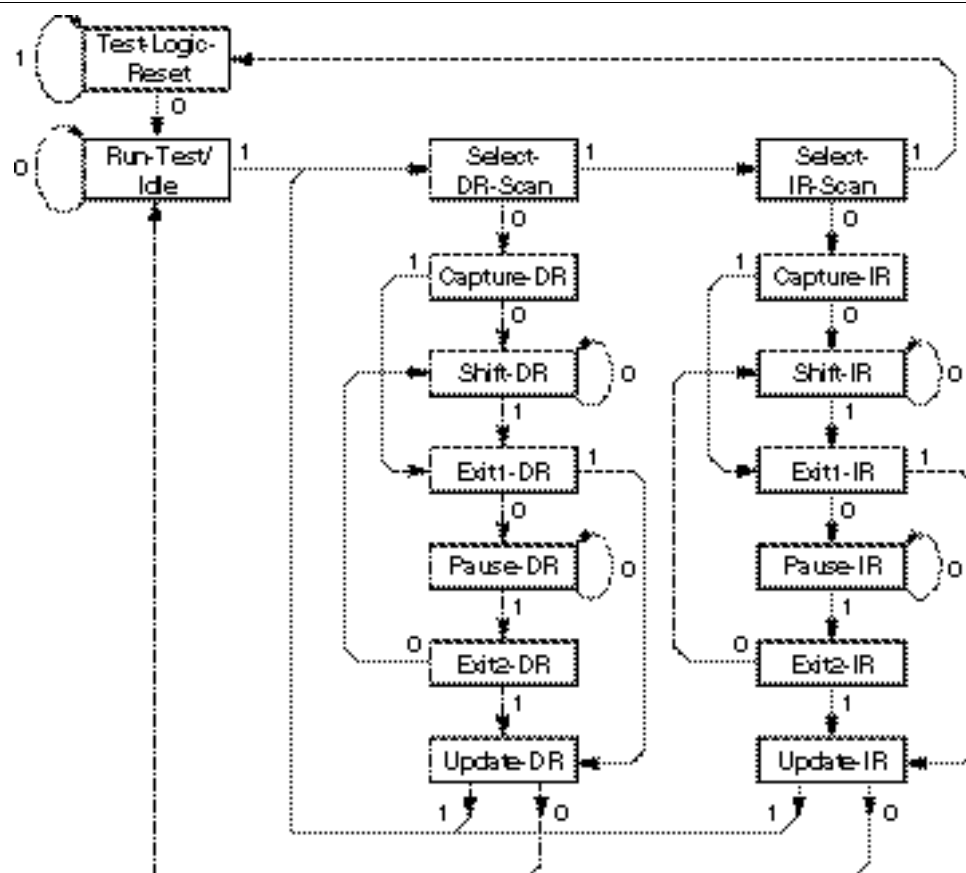 Test-Logic-
Reset
1
0
Run-Test/
Idle
0
1
Select-
DR-Scan
1
Select-
IR-Scan
1
0
0
Capture-DR
1
Capture-IR
1
0
0
Shift-DR
0
Shift-IR
0
1
1
Exit1-DR
1
Exit1-IR
1
0
0
Pause-DR
0
Pause-IR
0
1
1
0
Exit2-DR
0
Exit2-IR
1
1
Update-DR
Update-IR
1
0
1
0